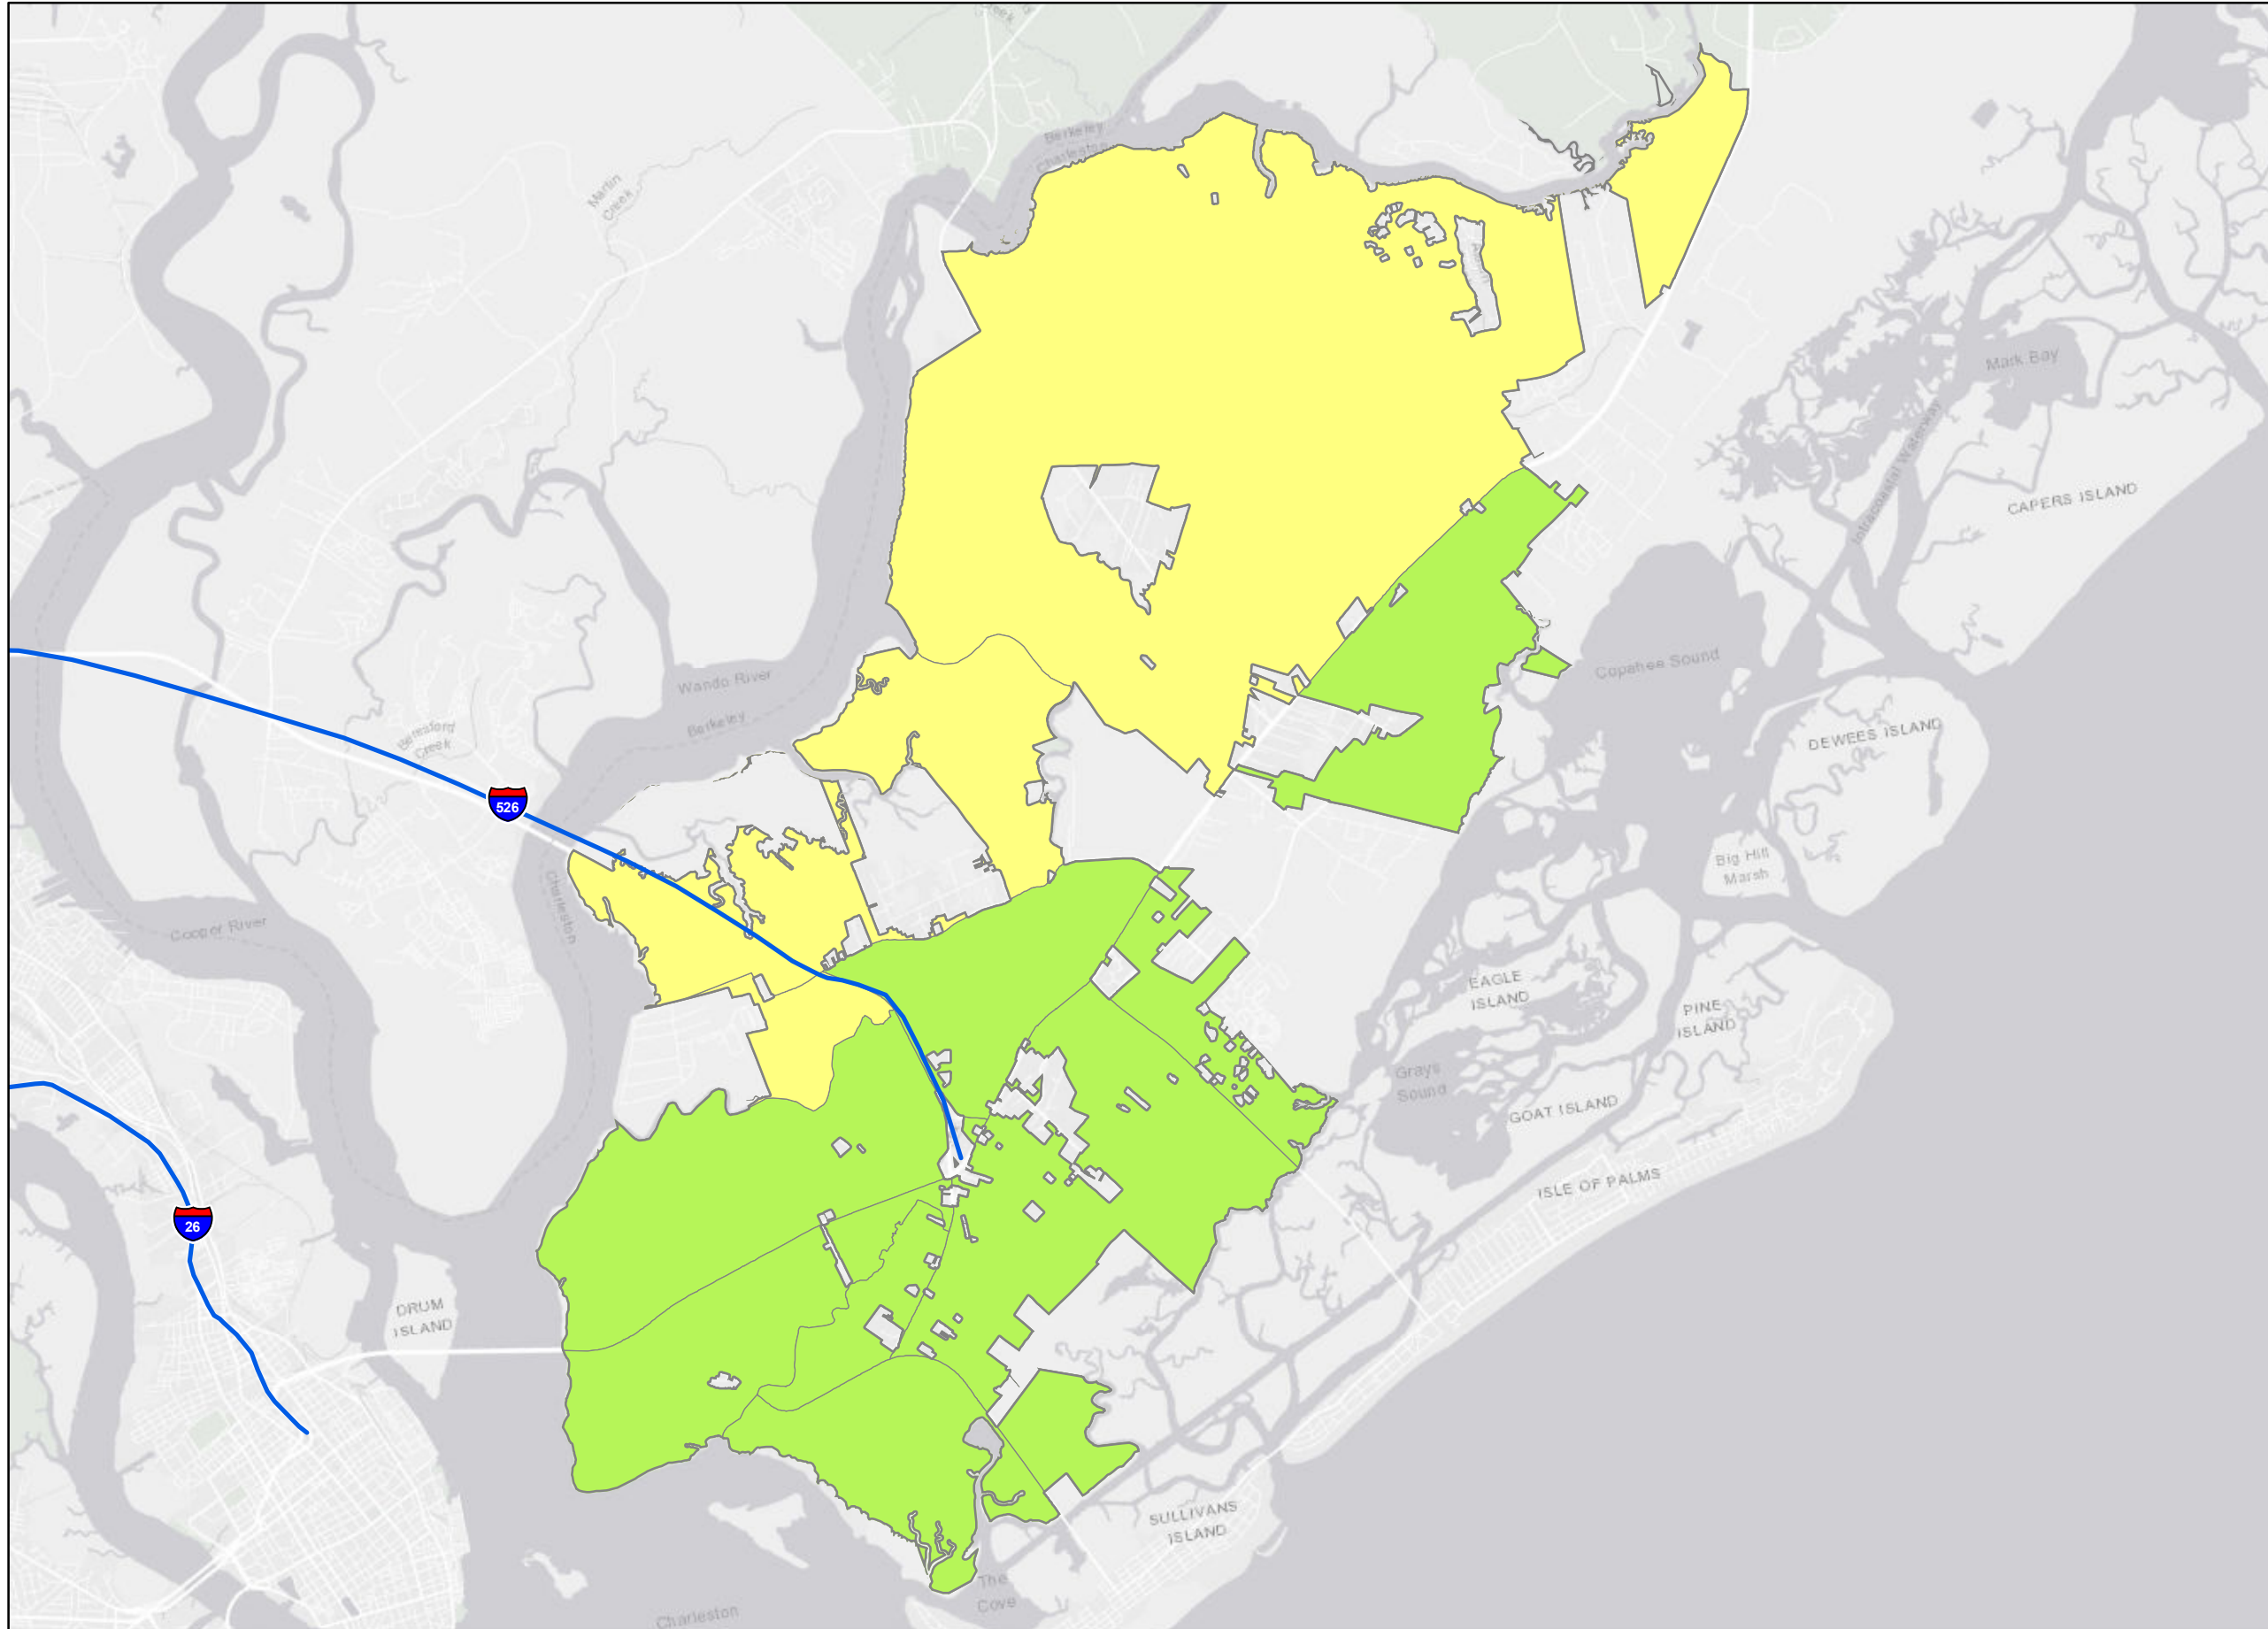 Creek
Berkeley
Charleston
Martin
Creek
Mark Bay
Intracoastal Waterway
CAPERS ISLAND
Copahee Sound
Wando River
Berkeley
DEWEES ISLAND
Beresford
Creek
526
Big Hill
Marsh
Charleston
Cooper River
EAGLE
ISLAND
PINE
ISLAND
Grays
Sound
GOAT ISLAND
ISLE OF PALMS
26
DRUM
ISLAND
SULLIVANS
ISLAND
The
Cove
Charleston